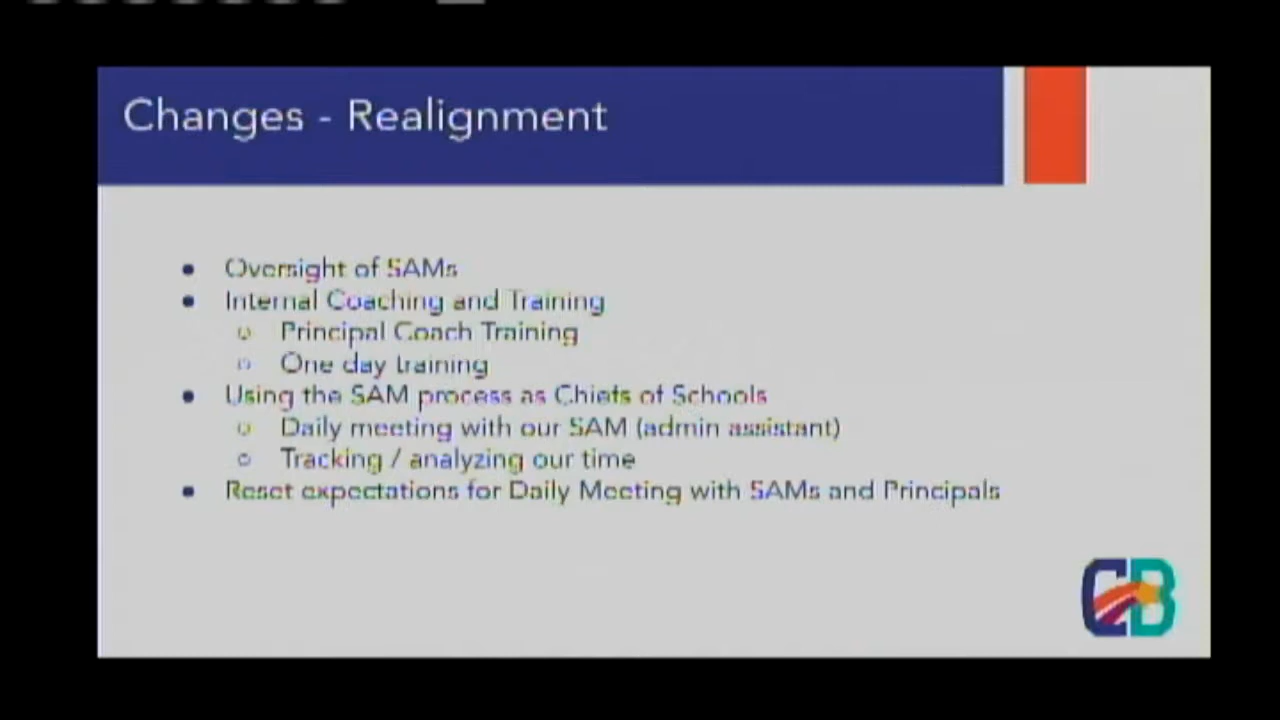 Changes - Realignment
● Oversight of SAMs
● Internal Coaching and Training
○ Principal Coach Training
○ One day training
● Using the SAM process as Chiefs of Schools
○ Daily meeting with our SAM (admin assistant)
○ Tracking / analyzing our time
● Reset expectations for Daily Meeting with SAMs and Principals
CB